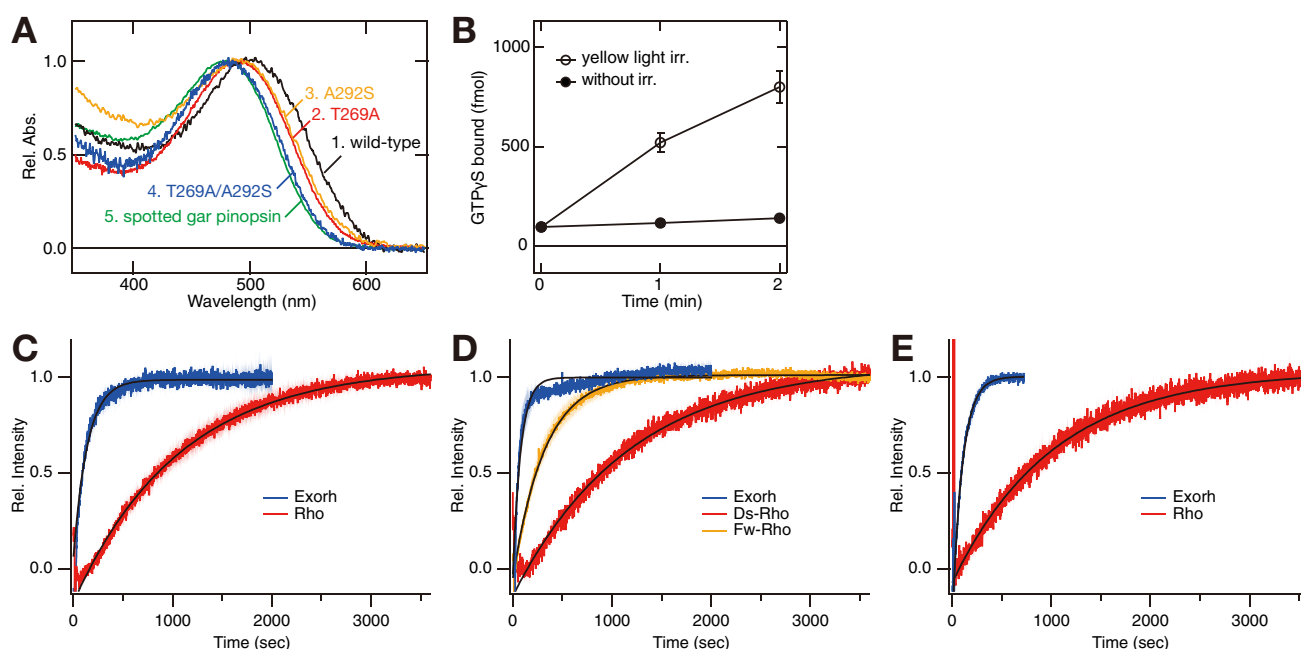 A
Rel. Abs.
1.0
0.5
0.0
3. A292S
2. T269A
1. wild-type
4. T269A/A292S
5. spotted gar pinopsin
400
500
600
Wavelength (nm)
B
GTPγS bound (fmol)
1000
500
0
yellow light irr.
without irr.
0
1
2
Time (min)
C
Rel. Intensity
1.0
0.5
0.0
Exorh
Rho
0
1000
2000
3000
Time (sec)
D
Rel. Intensity
1.0
0.5
0.0
Exorh
Ds-Rho
Fw-Rho
0
1000
2000
3000
Time (sec)
E
Rel. Intensity
1.0
0.5
0.0
Exorh
Rho
0
1000
2000
3000
Time (sec)